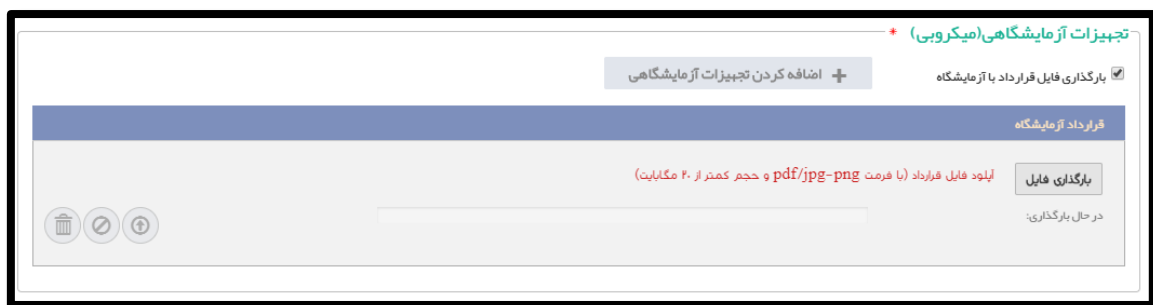 تجهیزات آزمایشگاهی(میکروبی) *
بارگذاری فایل قرارداد با آزمایشگاه
+ اضافه کردن تجهیزات آزمایشگاهی
قرارداد آزمایشگاه
بارگذاری فایل
آپلود فایل قرارداد (با فرمت pdf/jpg-png و حجم کمتر از ۲۰ مگابایت)
در حال بارگذاری: